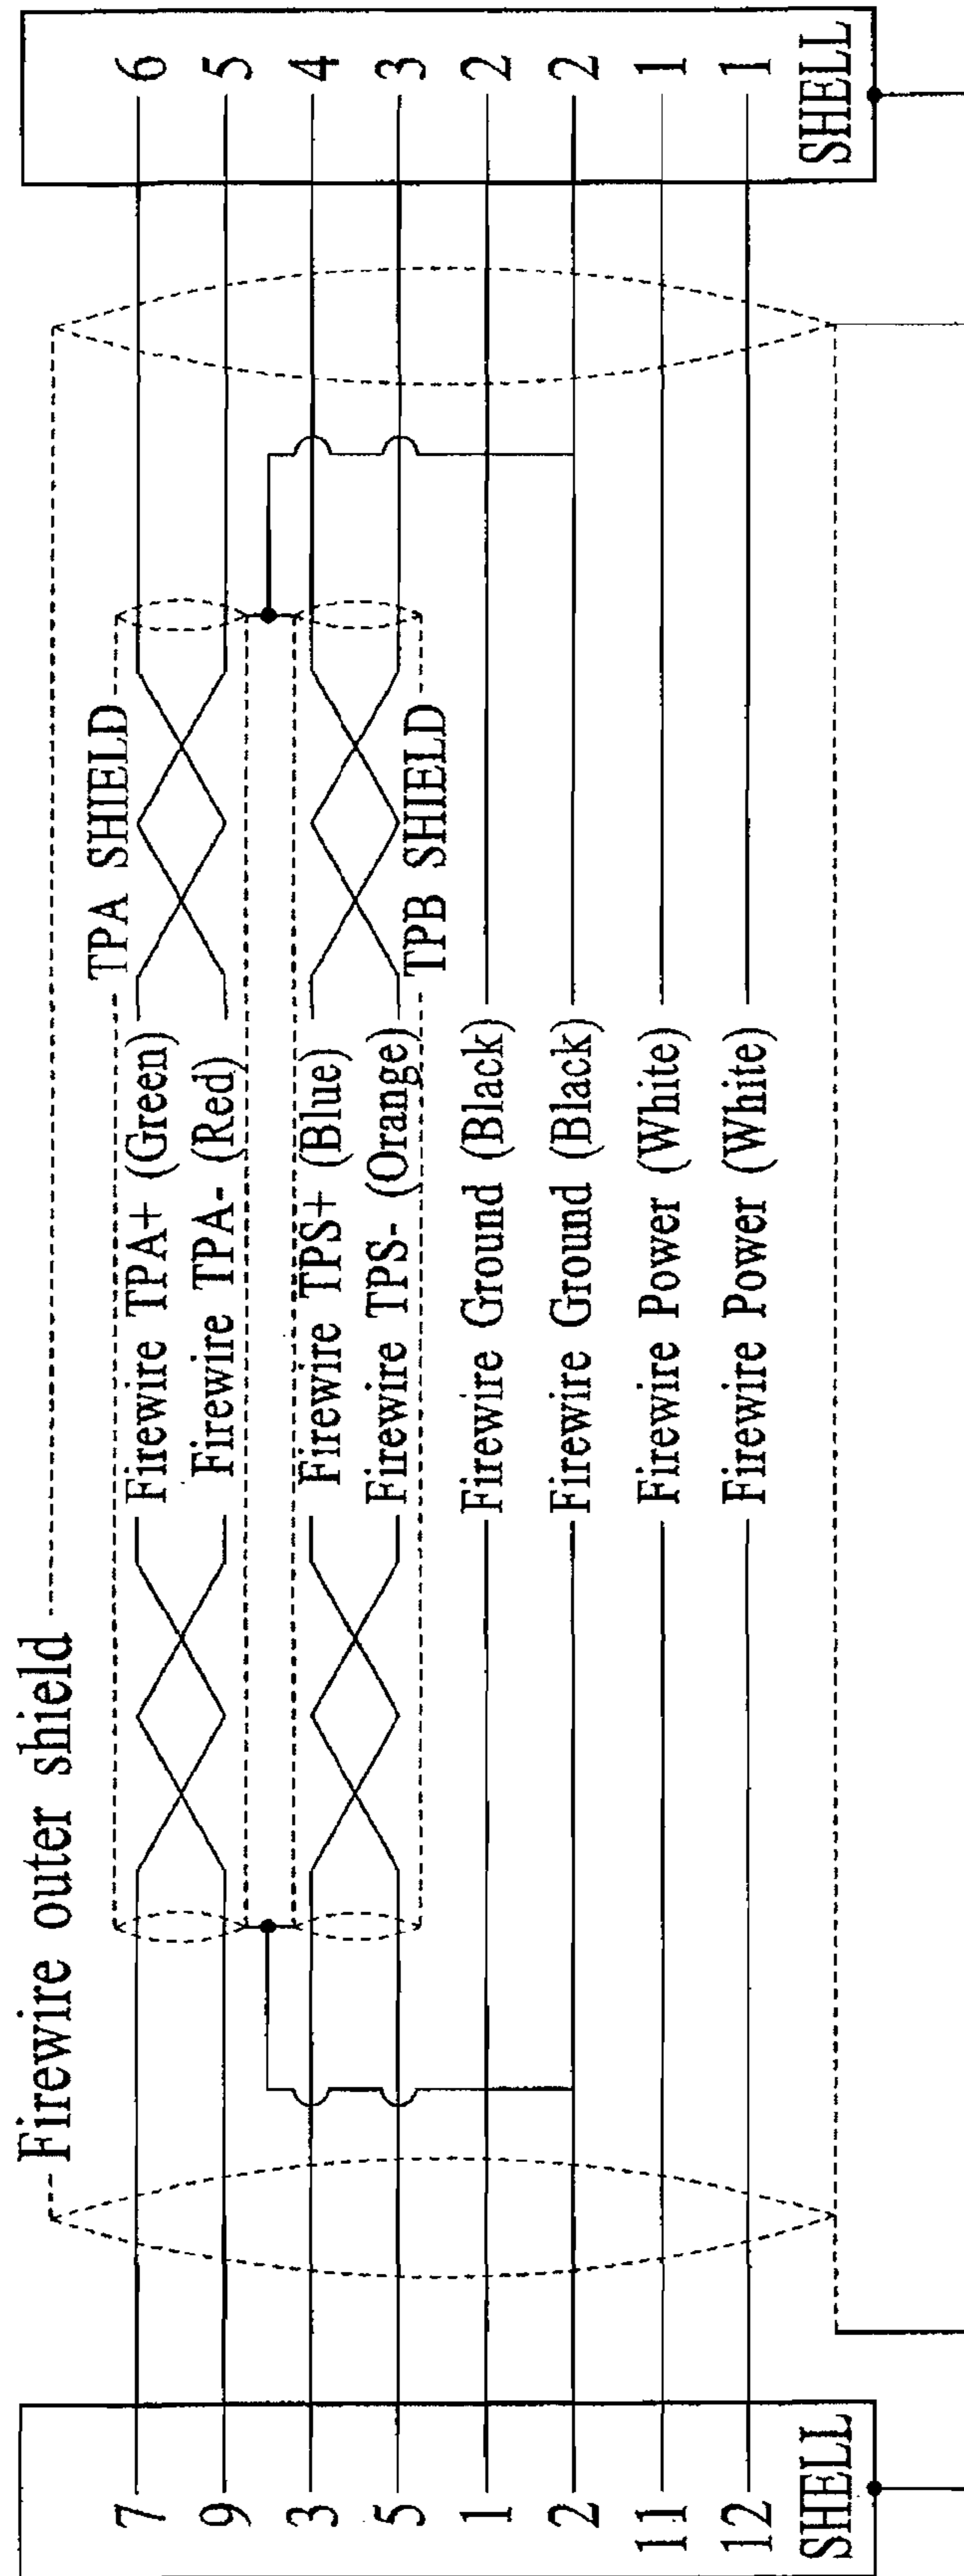 Firewire outer shield
TPA SHIELD
7 Firewire TPA+ (Green) 6
9 Firewire TPA- (Red) 5
3 Firewire TPS+ (Blue) 4
5 Firewire TPS- (Orange) 3
TPB SHIELD
1 Firewire Ground (Black) 2
2 Firewire Ground (Black) 2
11 Firewire Power (White) 1
12 Firewire Power (White) 1
SHELL SHELL